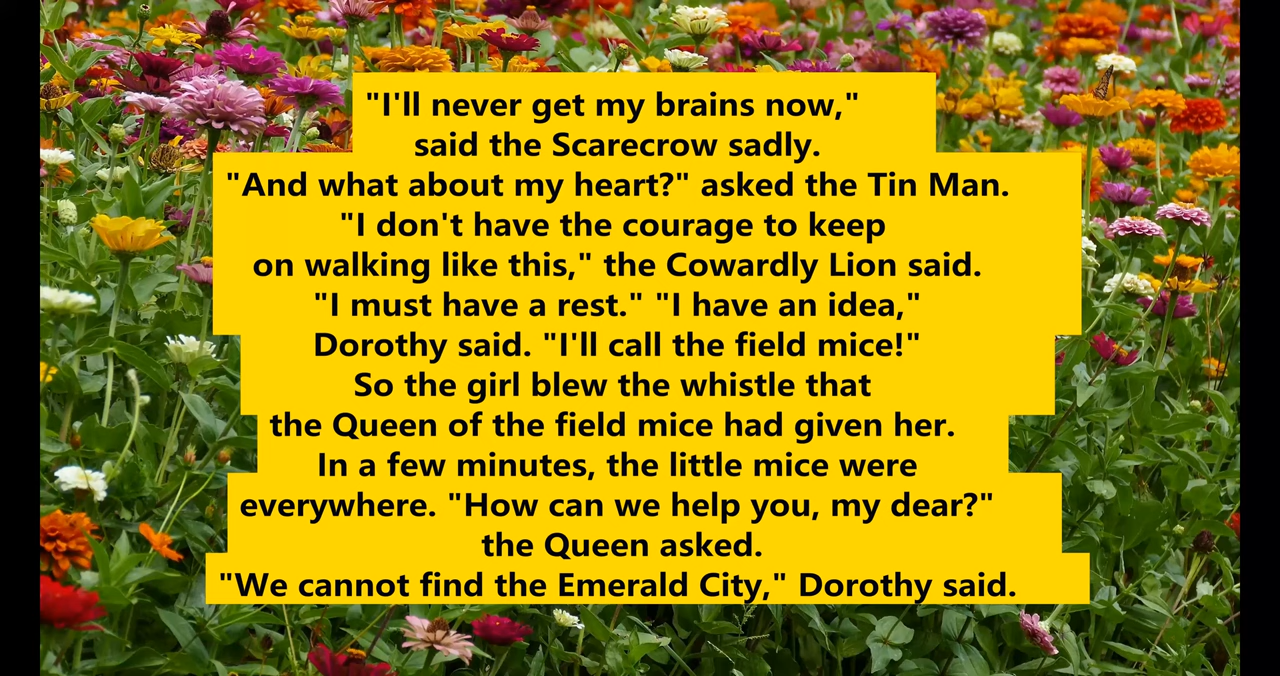 "I'll never get my brains now,"
said the Scarecrow sadly.
"And what about my heart?" asked the Tin Man.
"I don't have the courage to keep
on walking like this," the Cowardly Lion said.
"I must have a rest." "I have an idea,"
Dorothy said. "I'll call the field mice!"
So the girl blew the whistle that
the Queen of the field mice had given her.
In a few minutes, the little mice were
everywhere. "How can we help you, my dear?"
the Queen asked.
"We cannot find the Emerald City," Dorothy said.